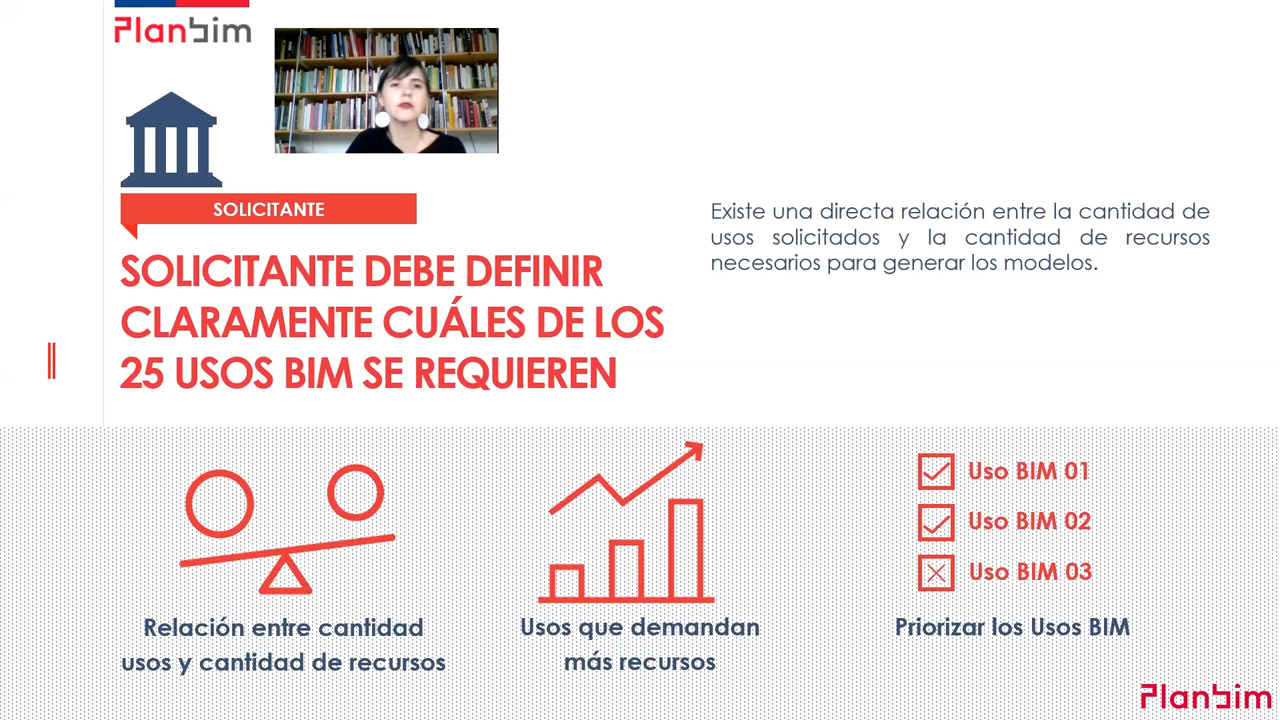 Planbim
SOLICITANTE
SOLICITANTE DEBE DEFINIR
CLARAMENTE CUÁLES DE LOS
25 USOS BIM SE REQUIEREN
Existe una directa relación entre la cantidad de
usos solicitados y la cantidad de recursos
necesarios para generar los modelos.
Relación entre cantidad
usos y cantidad de recursos
Usos que demandan
más recursos
Uso BIM 01
Uso BIM 02
Uso BIM 03
Priorizar los Usos BIM
Planbim